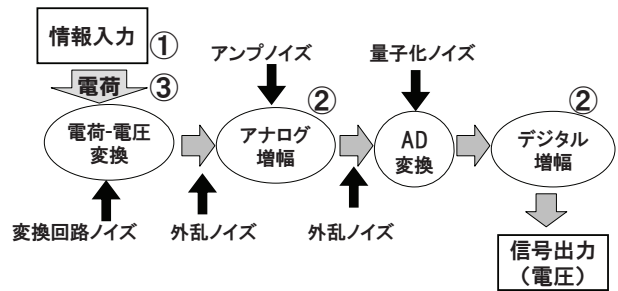 情報入力
①
電荷
③
アンプノイズ
量子化ノイズ
②
②
電荷-電圧
変換
アナログ
増幅
AD
変換
デジタル
増幅
変換回路ノイズ
外乱ノイズ
外乱ノイズ
信号出力
（電圧）